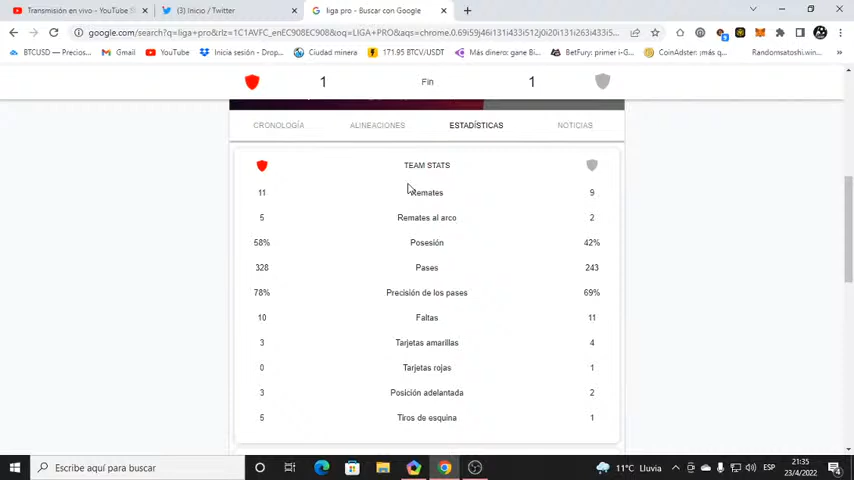 Transmisión en vivo - YouTube S
(3) Inicio / Twitter
liga pro - Buscar con Google
google.com/search?q=liga+pro&rlz=1C1AVFC_enEC908EC908&oq=LIGA+PRO&aqs=chrome.0.69i59j46i131i433i512j0i20i131i263i433i5...
BTCUSD — Precios...
Gmail
YouTube
Inicia sesión - Drop...
Ciudad minera
171.95 BTCV/USDT
Más dinero: gane Bi...
BetFury: primer i-G...
CoinAdster: ¡más q...
Randomsatoshi.win...
1 Fin 1
CRONOLOGÍA ALINEACIONES ESTADÍSTICAS NOTICIAS
TEAM STATS
11 Remates 9
5 Remates al arco 2
58% Posesión 42%
328 Pases 243
78% Precisión de los pases 69%
10 Faltas 11
3 Tarjetas amarillas 4
0 Tarjetas rojas 1
3 Posición adelantada 2
5 Tiros de esquina 1
Escribe aquí para buscar
11°C Lluvia
ESP
21:35
23/4/2022
4